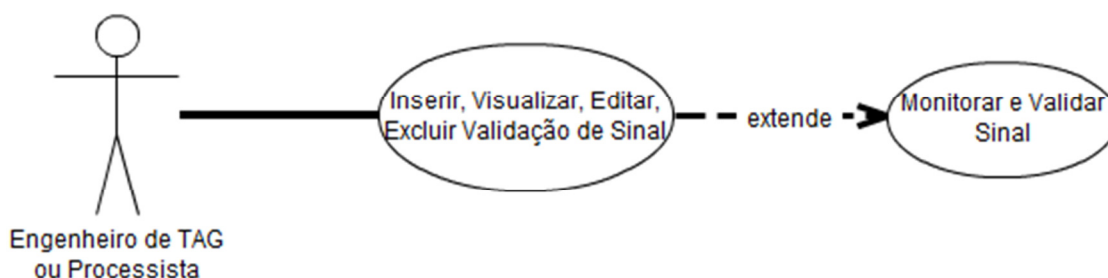 Inserir, Visualizar, Editar,
Excluir Validação de Sinal
extende
Monitorar e Validar
Sinal
Engenheiro de TAG
ou Processista